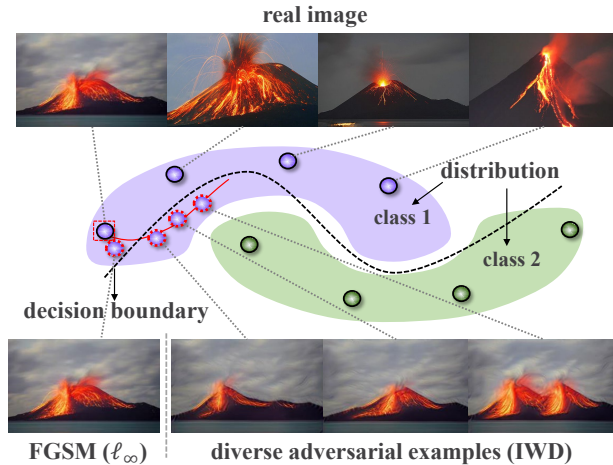 real image
distribution
class 1
class 2
decision boundary
FGSM (ℓ∞)
diverse adversarial examples (IWD)